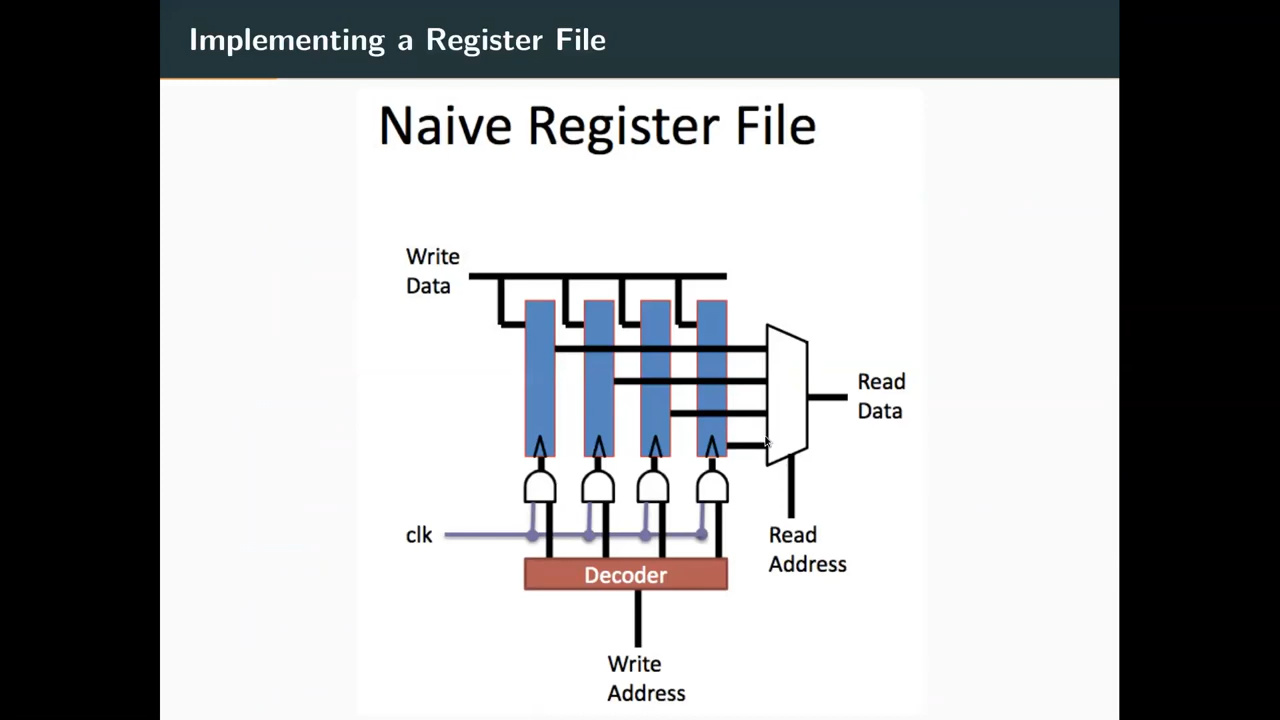 Implementing a Register File
Naive Register File
Write
Data
Read
Data
clk
Read
Address
Decoder
Write
Address